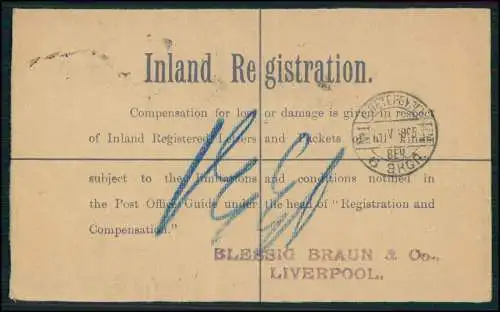 Inland Registration.
Compensation for loss or damage is given in respect
of Inland Registered Letters and Packets
subject to the limitations and conditions notified in
the Post Office Guide under the head of "Registration and
Compensation."
BLESSIG BRAUN & Co.,
LIVERPOOL.